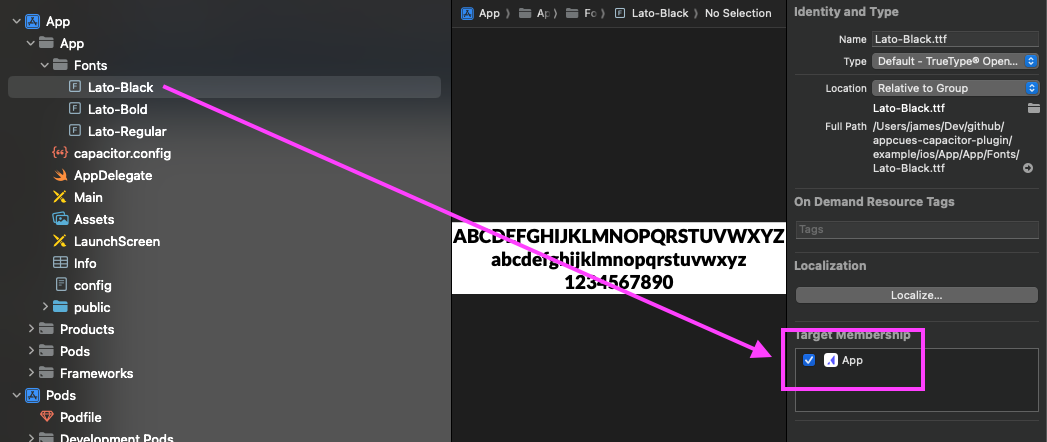 App
App
Fonts
Lato-Black
Lato-Bold
Lato-Regular
capacitor.config
AppDelegate
Main
Assets
LaunchScreen
Info
config
public
Products
Pods
Frameworks
Pods
Podfile
Development Pods
App
Fo
Lato-Black
No Selection
ABCDEFGHIJKLMNOPQRSTUVWXYZ
abcdefghijklmnopqrstuvwxyz
1234567890
Identity and Type
Name Lato-Black.ttf
Type Default - TrueType® Open...
Location Relative to Group
Lato-Black.ttf
Full Path /Users/james/Dev/github/
appcues-capacitor-plugin/
example/ios/App/App/Fonts/
Lato-Black.ttf
On Demand Resource Tags
Tags
Localization
Localize...
Target Membership
App